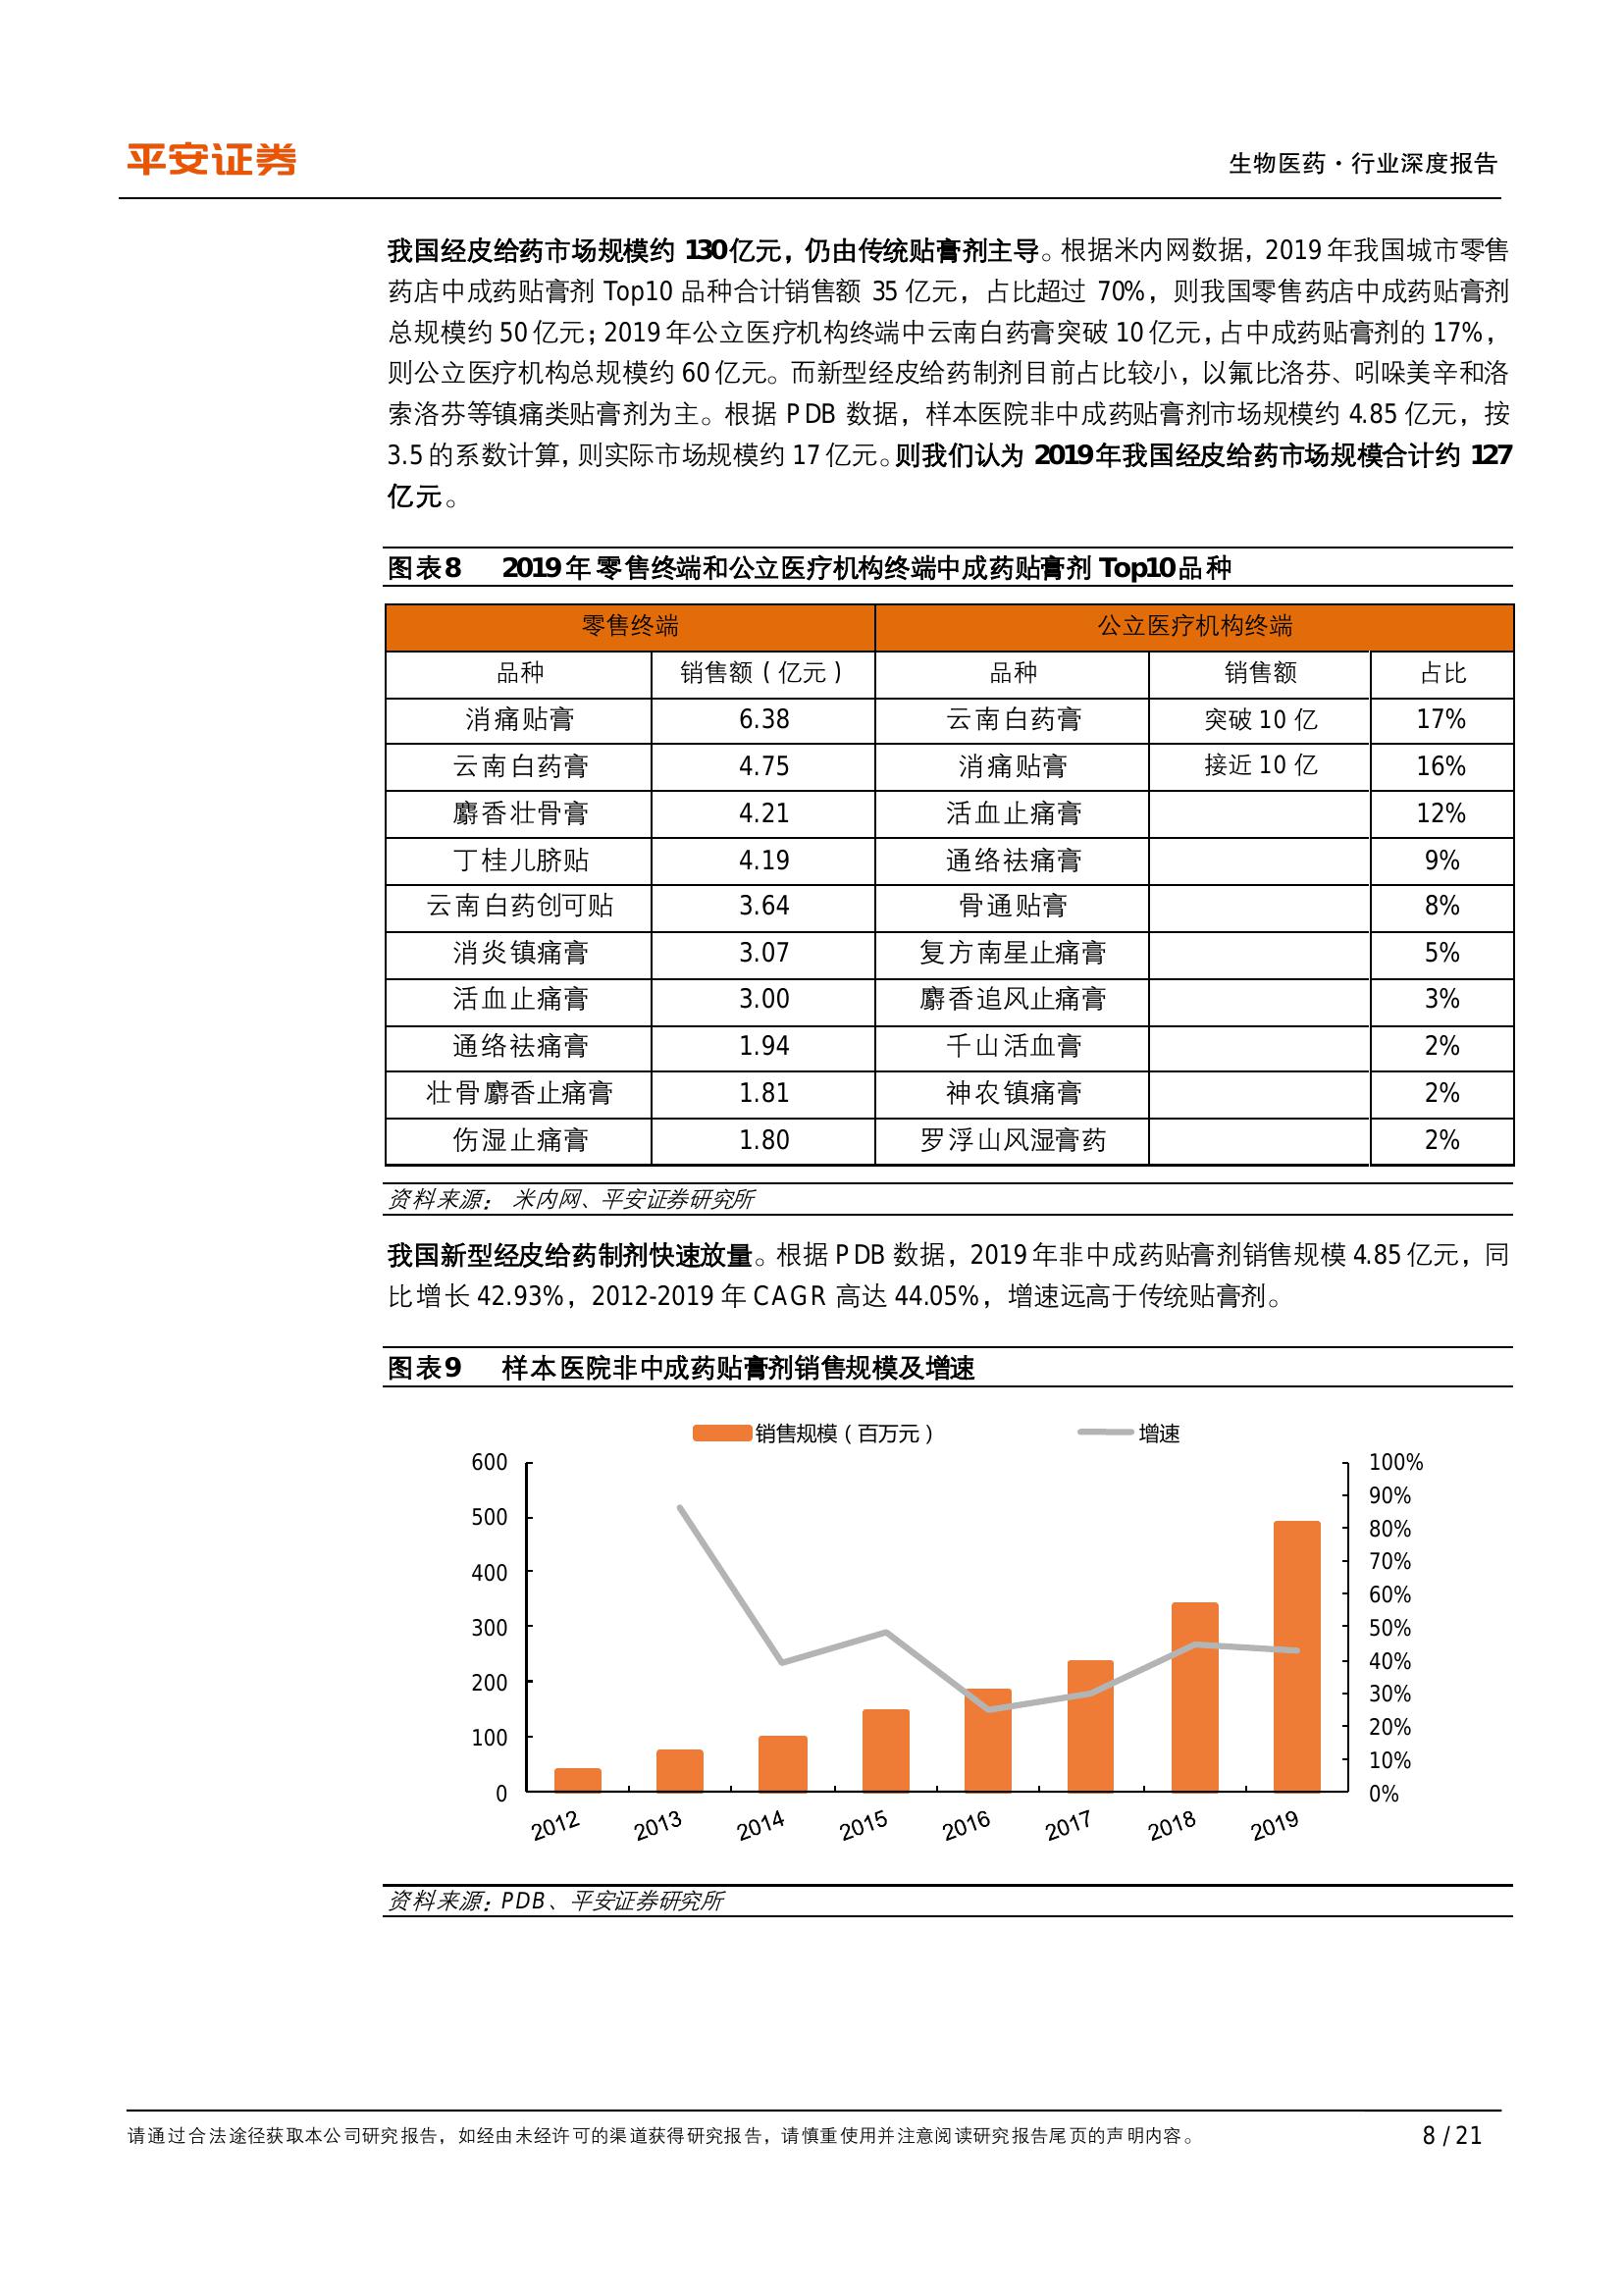 平安证券
生物医药·行业深度报告
我国经皮给药市场规模约 130亿元，仍由传统贴膏剂主导。根据米内网数据，2019年我国城市零售
药店中成药贴膏剂 Top10 品种合计销售额 35 亿元，占比超过 70%，则我国零售药店中成药贴膏剂
总规模约 50亿元；2019年公立医疗机构终端中云南白药膏突破 10亿元，占中成药贴膏剂的 17%，
则公立医疗机构总规模约 60亿元。而新型经皮给药制剂目前占比较小，以氟比洛芬、吲哚美辛和洛
索洛芬等镇痛类贴膏剂为主。根据 PDB 数据，样本医院非中成药贴膏剂市场规模约 4.85 亿元，按
3.5的系数计算，则实际市场规模约 17亿元。则我们认为 2019年我国经皮给药市场规模合计约 127
亿元。
图表8 2019年零售终端和公立医疗机构终端中成药贴膏剂 Top10品种
零售终端 公立医疗机构终端
品种 销售额（亿元） 品种 销售额 占比
消痛贴膏 6.38 云南白药膏 突破 10 亿 17%
云南白药膏 4.75 消痛贴膏 接近 10 亿 16%
麝香壮骨膏 4.21 活血止痛膏 12%
丁桂儿脐贴 4.19 通络祛痛膏 9%
云南白药创可贴 3.64 骨通贴膏 8%
消炎镇痛膏 3.07 复方南星止痛膏 5%
活血止痛膏 3.00 麝香追风止痛膏 3%
通络祛痛膏 1.94 千山活血膏 2%
壮骨麝香止痛膏 1.81 神农镇痛膏 2%
伤湿止痛膏 1.80 罗浮山风湿膏药 2%
资料来源： 米内网、平安证券研究所
我国新型经皮给药制剂快速放量。根据 PDB 数据，2019年非中成药贴膏剂销售规模 4.85亿元，同
比增长 42.93%，2012-2019 年 CAGR 高达 44.05%，增速远高于传统贴膏剂。
图表9 样本医院非中成药贴膏剂销售规模及增速
销售规模（百万元） 增速
600 100%
90%
500 80%
70%
400 60%
300 50%
40%
200 30%
20%
100 10%
0 0%
2012 2013 2014 2015 2016 2017 2018 2019
资料来源：PDB、平安证券研究所
请通过合法途径获取本公司研究报告，如经由未经许可的渠道获得研究报告，请慎重使用并注意阅读研究报告尾页的声明内容。 8 / 21